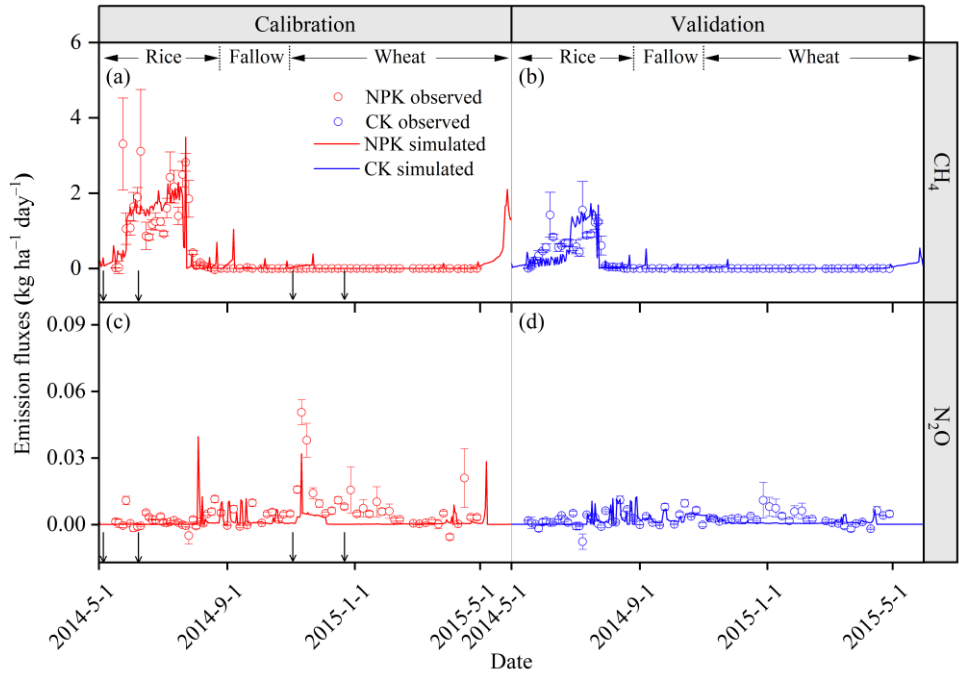 Calibration Validation
6
Rice Fallow Wheat Rice Fallow Wheat
(a) (b)
NPK observed
CK observed
NPK simulated
CK simulated
4
2
0
CH₄
Emission fluxes (kg ha⁻¹ day⁻¹)
(c) (d)
0.09
0.06
0.03
0.00
N₂O
2014-5-1 2014-9-1 2015-1-1 2015-5-1 2014-5-1 2014-9-1 2015-1-1 2015-5-1
Date